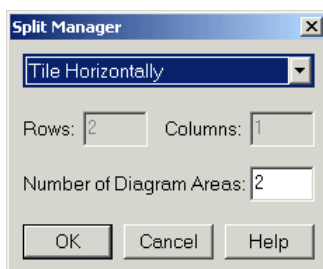 Split Manager
Tile Horizontally
Rows: 2 Columns: 1
Number of Diagram Areas: 2
OK Cancel Help